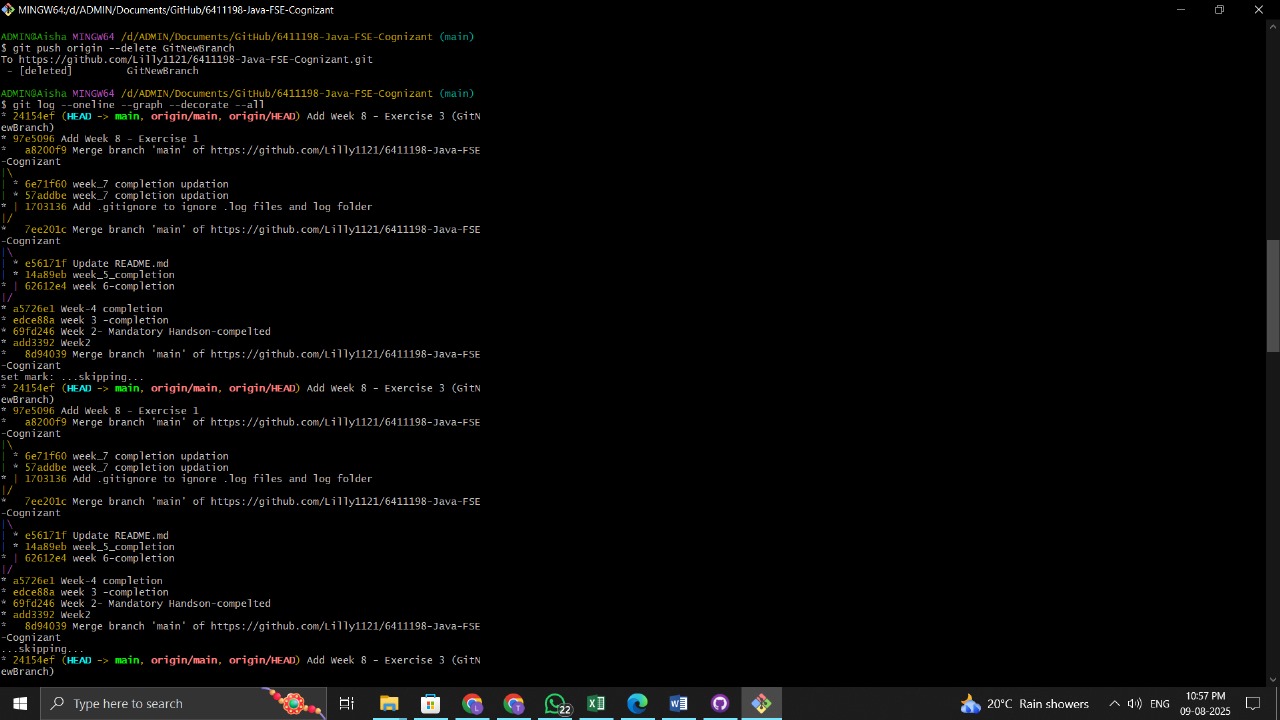 MINGW64:/d/ADMIN/Documents/GitHub/6411198-Java-FSE-Cognizant
ADMIN@Aisha MINGW64 /d/ADMIN/Documents/GitHub/6411198-Java-FSE-Cognizant (main)
$ git push origin --delete GitNewBranch
To https://github.com/Lilly1121/6411198-Java-FSE-Cognizant.git
 - [deleted]         GitNewBranch
ADMIN@Aisha MINGW64 /d/ADMIN/Documents/GitHub/6411198-Java-FSE-Cognizant (main)
$ git log --oneline --graph --decorate --all
* 24154ef (HEAD -> main, origin/main, origin/HEAD) Add Week 8 - Exercise 3 (GitN
ewBranch)
* 97e5096 Add Week 8 - Exercise 1
*   a8200f9 Merge branch 'main' of https://github.com/Lilly1121/6411198-Java-FSE
-Cognizant
|\
| * 6e71f60 week_7 completion updation
| * 57addbe week_7 completion updation
* | 1703136 Add .gitignore to ignore .log files and log folder
|/
*   7ee201c Merge branch 'main' of https://github.com/Lilly1121/6411198-Java-FSE
-Cognizant
|\
| * e56171f Update README.md
| * 14a89eb week_5_completion
* | 62612e4 week 6-completion
|/
* a5726e1 Week-4 completion
* edce88a week 3 -completion
* 69fd246 Week 2- Mandatory Handson-compelted
* add3392 Week2
*   8d94039 Merge branch 'main' of https://github.com/Lilly1121/6411198-Java-FSE
-Cognizant
set mark: ...skipping...
* 24154ef (HEAD -> main, origin/main, origin/HEAD) Add Week 8 - Exercise 3 (GitN
ewBranch)
* 97e5096 Add Week 8 - Exercise 1
*   a8200f9 Merge branch 'main' of https://github.com/Lilly1121/6411198-Java-FSE
-Cognizant
|\
| * 6e71f60 week_7 completion updation
| * 57addbe week_7 completion updation
* | 1703136 Add .gitignore to ignore .log files and log folder
|/
*   7ee201c Merge branch 'main' of https://github.com/Lilly1121/6411198-Java-FSE
-Cognizant
|\
| * e56171f Update README.md
| * 14a89eb week_5_completion
* | 62612e4 week 6-completion
|/
* a5726e1 Week-4 completion
* edce88a week 3 -completion
* 69fd246 Week 2- Mandatory Handson-compelted
* add3392 Week2
*   8d94039 Merge branch 'main' of https://github.com/Lilly1121/6411198-Java-FSE
-Cognizant
...skipping...
* 24154ef (HEAD -> main, origin/main, origin/HEAD) Add Week 8 - Exercise 3 (GitN
ewBranch)
Type here to search
L
T
22
20°C Rain showers
ENG
10:57 PM
09-08-2025